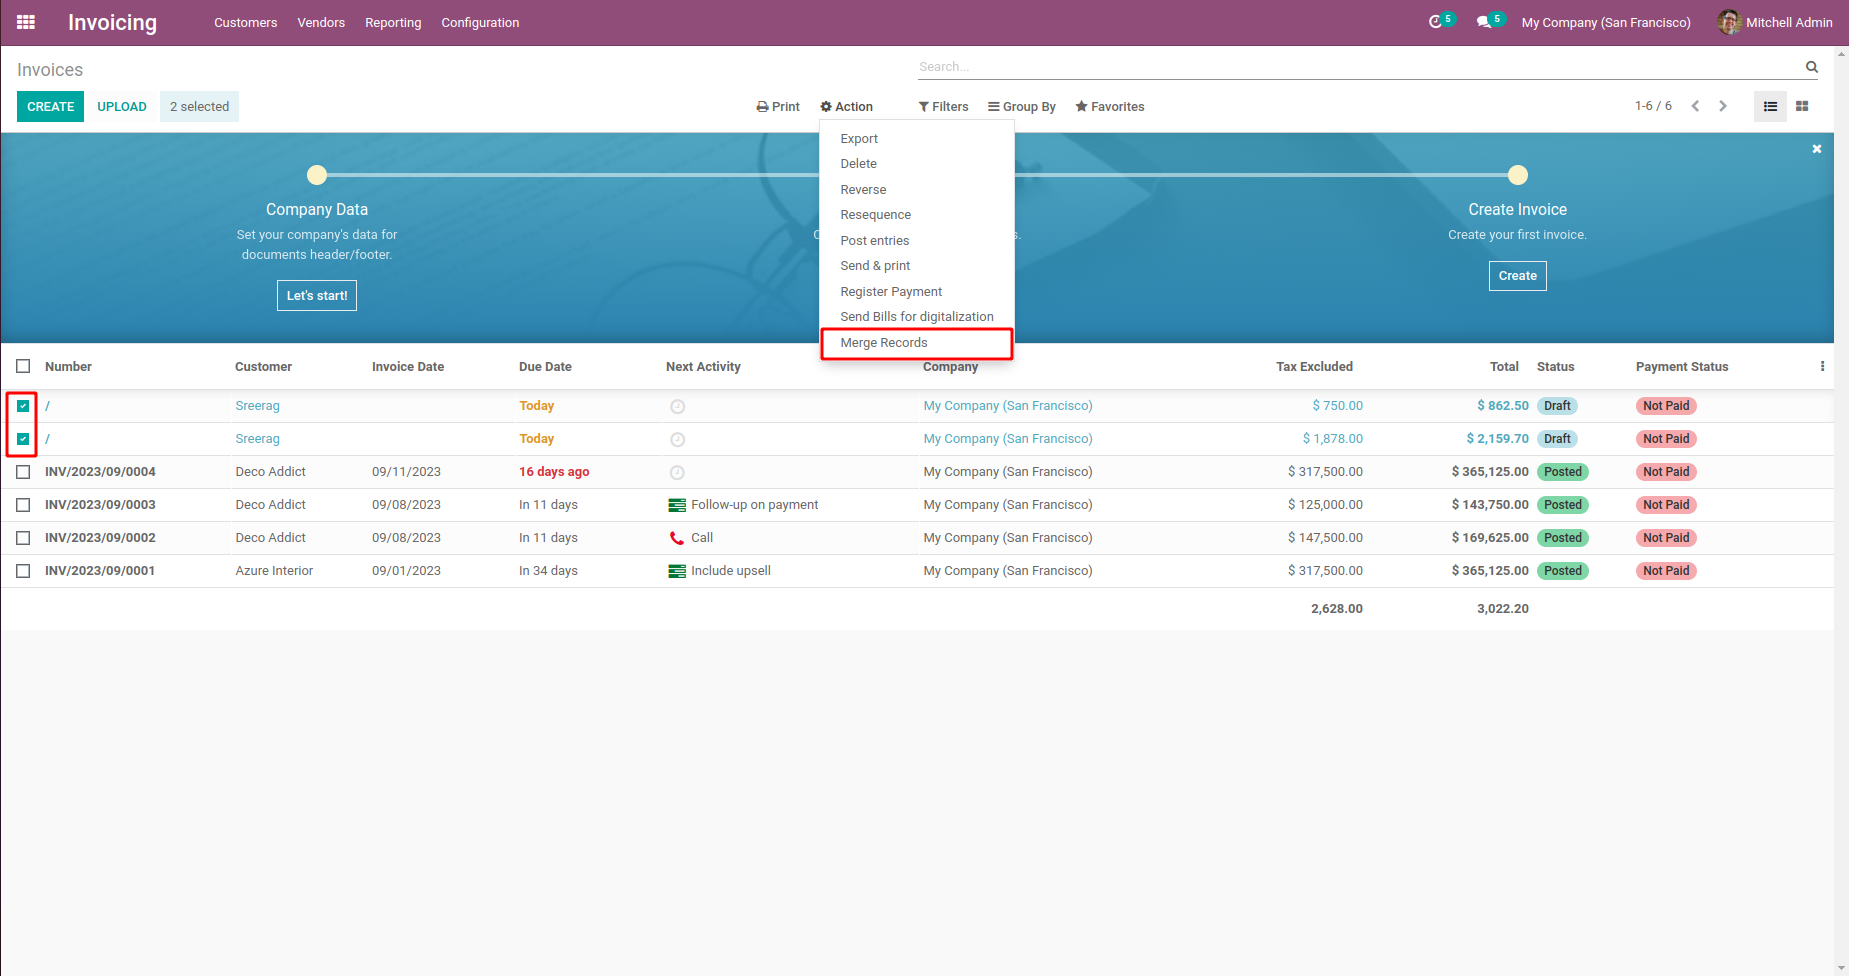 Invoicing Customers Vendors Reporting Configuration 5 5 My Company (San Francisco) Mitchell Admin
Invoices Search...
CREATE UPLOAD 2 selected Print Action Filters Group By Favorites 1-6 / 6
Export
Delete
Reverse
Resequence
Post entries
Send & print
Register Payment
Send Bills for digitalization
Merge Records
Company Data
Set your company's data for
documents header/footer.
Let's start!
Create Invoice
Create your first invoice.
Create
Number Customer Invoice Date Due Date Next Activity Company Tax Excluded Total Status Payment Status
/ Sreerag Today My Company (San Francisco) $ 750.00 $ 862.50 Draft Not Paid
/ Sreerag Today My Company (San Francisco) $ 1,878.00 $ 2,159.70 Draft Not Paid
INV/2023/09/0004 Deco Addict 09/11/2023 16 days ago My Company (San Francisco) $ 317,500.00 $ 365,125.00 Posted Not Paid
INV/2023/09/0003 Deco Addict 09/08/2023 In 11 days Follow-up on payment My Company (San Francisco) $ 125,000.00 $ 143,750.00 Posted Not Paid
INV/2023/09/0002 Deco Addict 09/08/2023 In 11 days Call My Company (San Francisco) $ 147,500.00 $ 169,625.00 Posted Not Paid
INV/2023/09/0001 Azure Interior 09/01/2023 In 34 days Include upsell My Company (San Francisco) $ 317,500.00 $ 365,125.00 Posted Not Paid
2,628.00 3,022.20